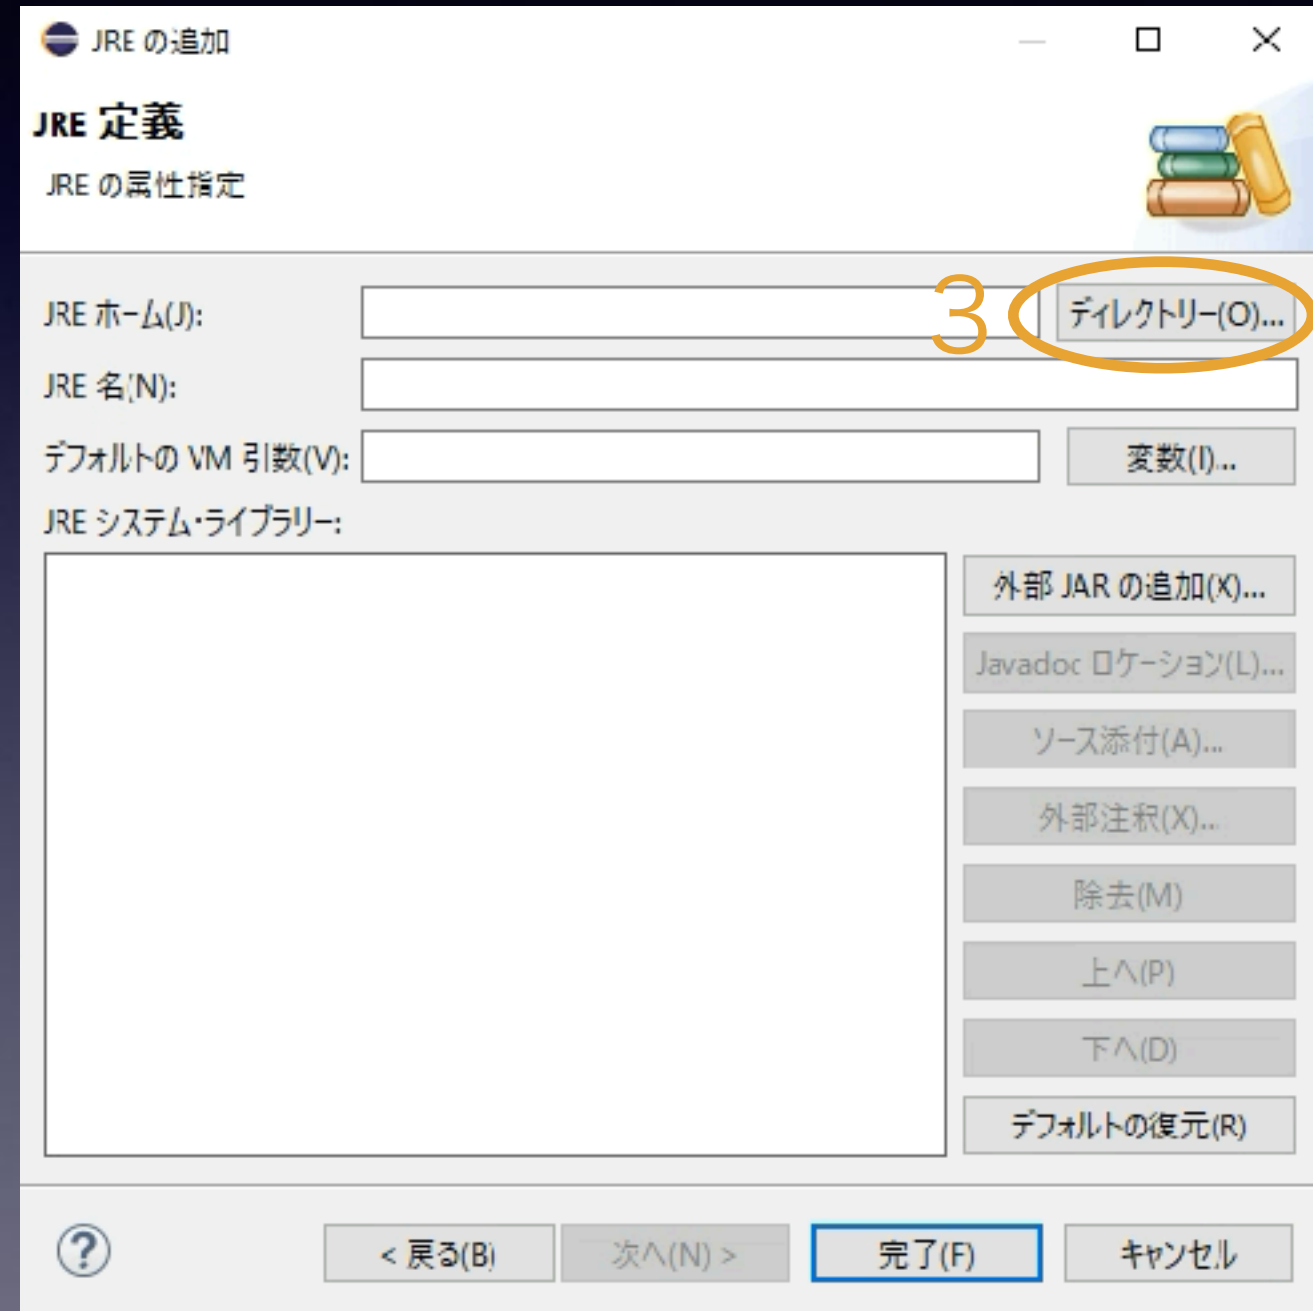 JRE の追加
JRE 定義
JRE の属性指定
JRE ホーム(J):
3
ディレクトリー(O)...
JRE 名(N):
デフォルトの VM 引数(V):
変数(I)...
JRE システム・ライブラリー:
外部 JAR の追加(X)...
Javadoc ロケーション(L)...
ソース添付(A)...
外部注釈(X)...
除去(M)
上へ(P)
下へ(D)
デフォルトの復元(R)
?
< 戻る(B)
次へ(N) >
完了(F)
キャンセル